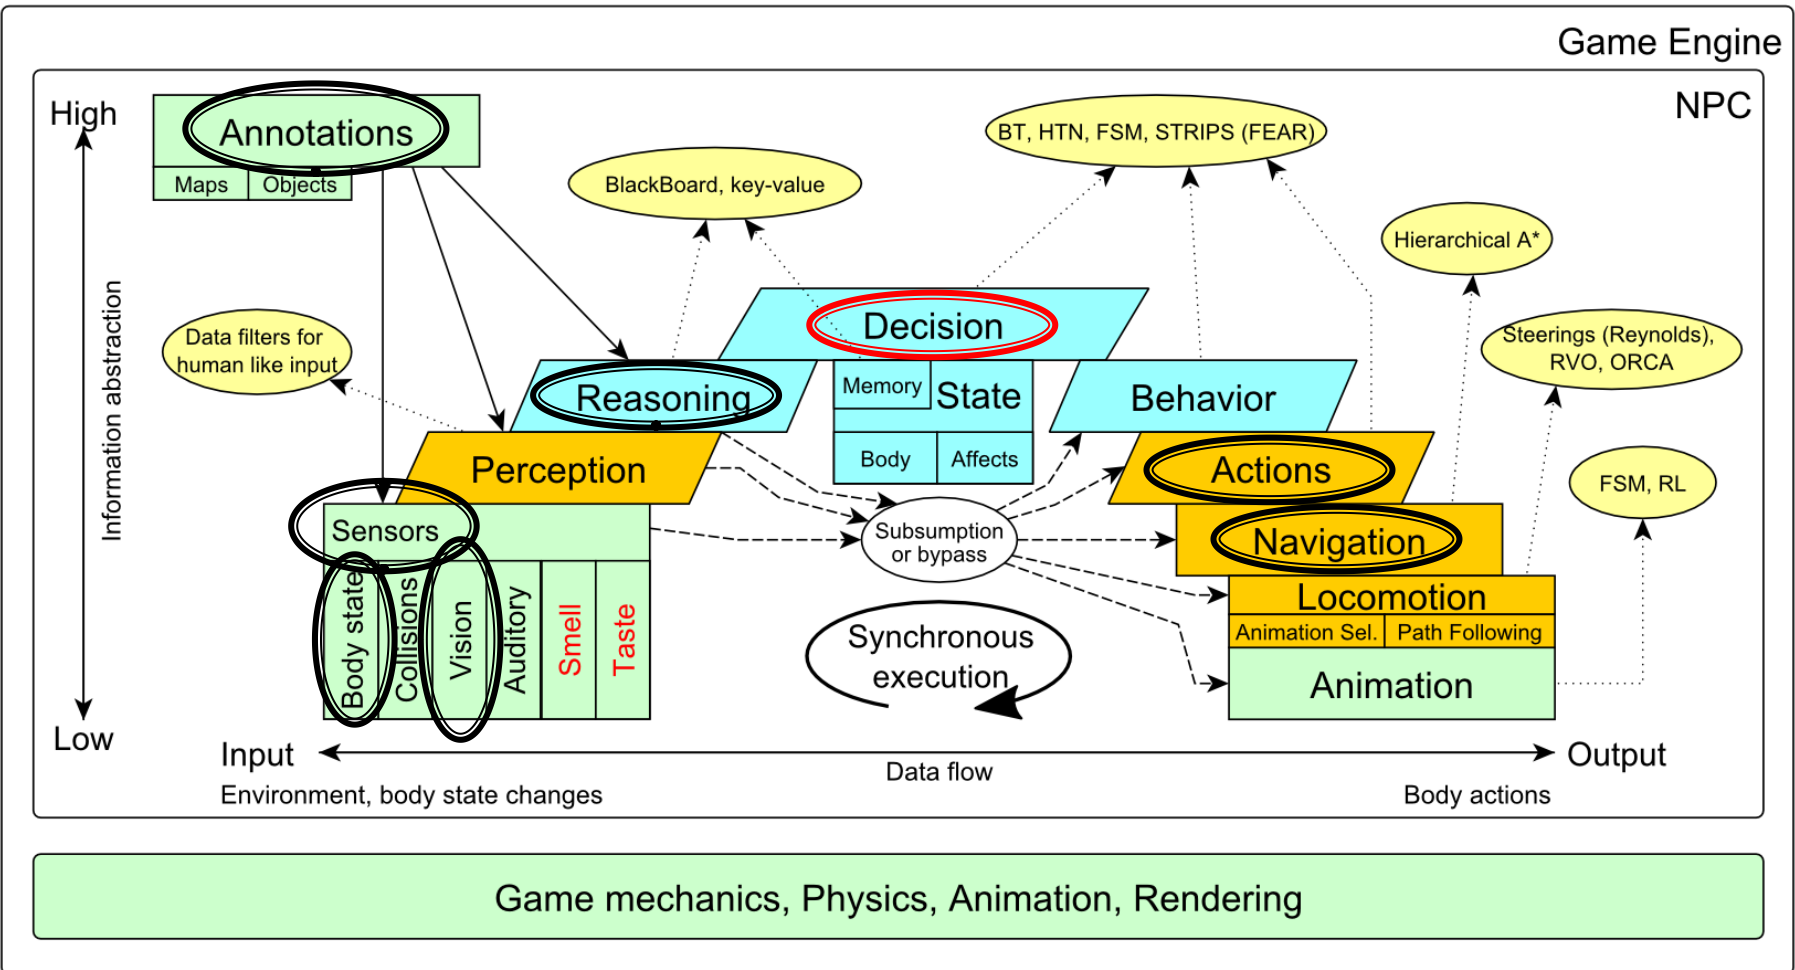 Game Engine
NPC
High
Annotations
Maps
Objects
BlackBoard, key-value
BT, HTN, FSM, STRIPS (FEAR)
Hierarchical A*
Information abstraction
Data filters for
human like input
Decision
Steerings (Reynolds),
RVO, ORCA
Reasoning
Memory
State
Behavior
Perception
Body
Affects
Actions
FSM, RL
Sensors
Subsumption
or bypass
Navigation
Body state
Collisions
Vision
Auditory
Smell
Taste
Locomotion
Animation Sel.
Path Following
Synchronous
execution
Animation
Low
Input
Output
Data flow
Environment, body state changes
Body actions
Game mechanics, Physics, Animation, Rendering